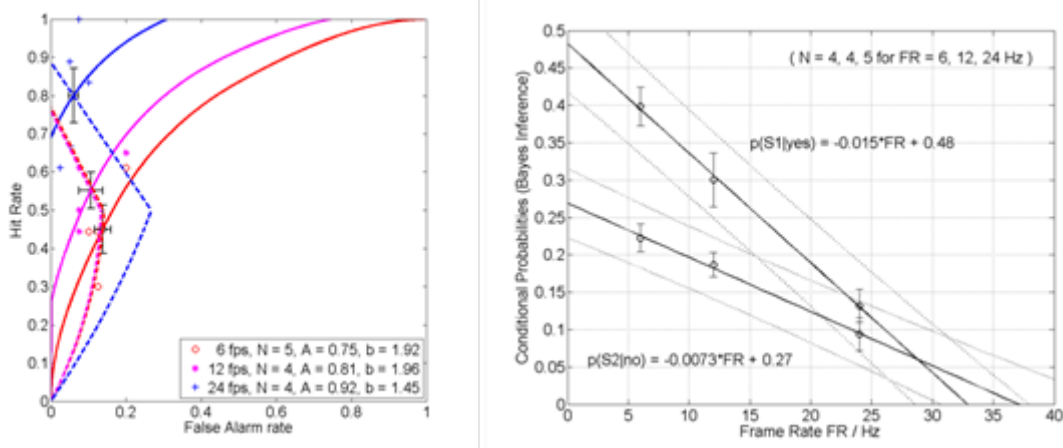 1
0.9
0.8
0.7
0.6
0.5
0.4
0.3
0.2
0.1
0
Hit Rate
6 fps, N = 5, A = 0.75, b = 1.92
12 fps, N = 4, A = 0.81, b = 1.96
24 fps, N = 4, A = 0.92, b = 1.45
0 0.2 0.4 0.6 0.8 1
False Alarm rate
0.5
0.45
0.4
0.35
0.3
0.25
0.2
0.15
0.1
0.05
0
Conditional Probabilities (Bayes Inference)
( N = 4, 4, 5 for FR = 6, 12, 24 Hz )
p(S1|yes) = -0.015*FR + 0.48
p(S2|no) = -0.0073*FR + 0.27
0 5 10 15 20 25 30 35 40
Frame Rate FR / Hz